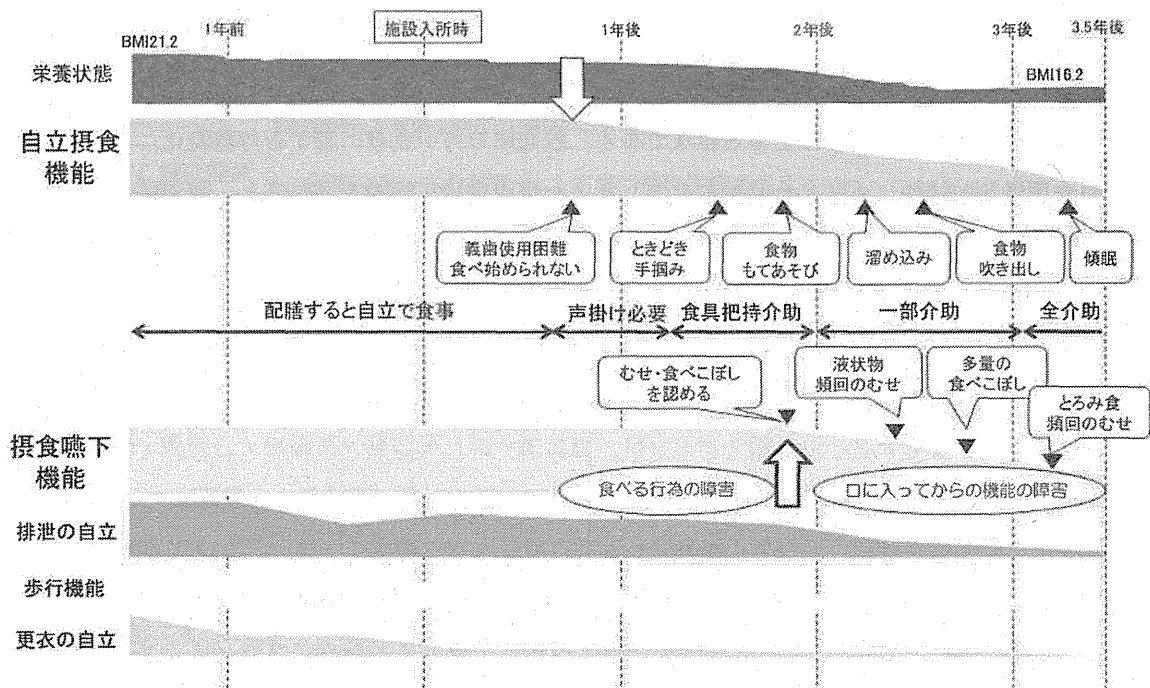 1年前
施設入所時
1年後
2年後
3年後
3.5年後
BMI21.2
栄養状態
BMI16.2
自立摂食
機能
義歯使用困難
食べ始められない
ときどき
手掴み
食物
もてあそび
溜め込み
食物
吹き出し
傾眠
配膳すると自立で食事
声掛け必要
食具把持介助
一部介助
全介助
むせ・食べこぼし
を認める
液状物
頻回のむせ
多量の
食べこぼし
とろみ食
頻回のむせ
摂食嚥下
機能
食べる行為の障害
口に入ってからの機能の障害
排泄の自立
歩行機能
更衣の自立